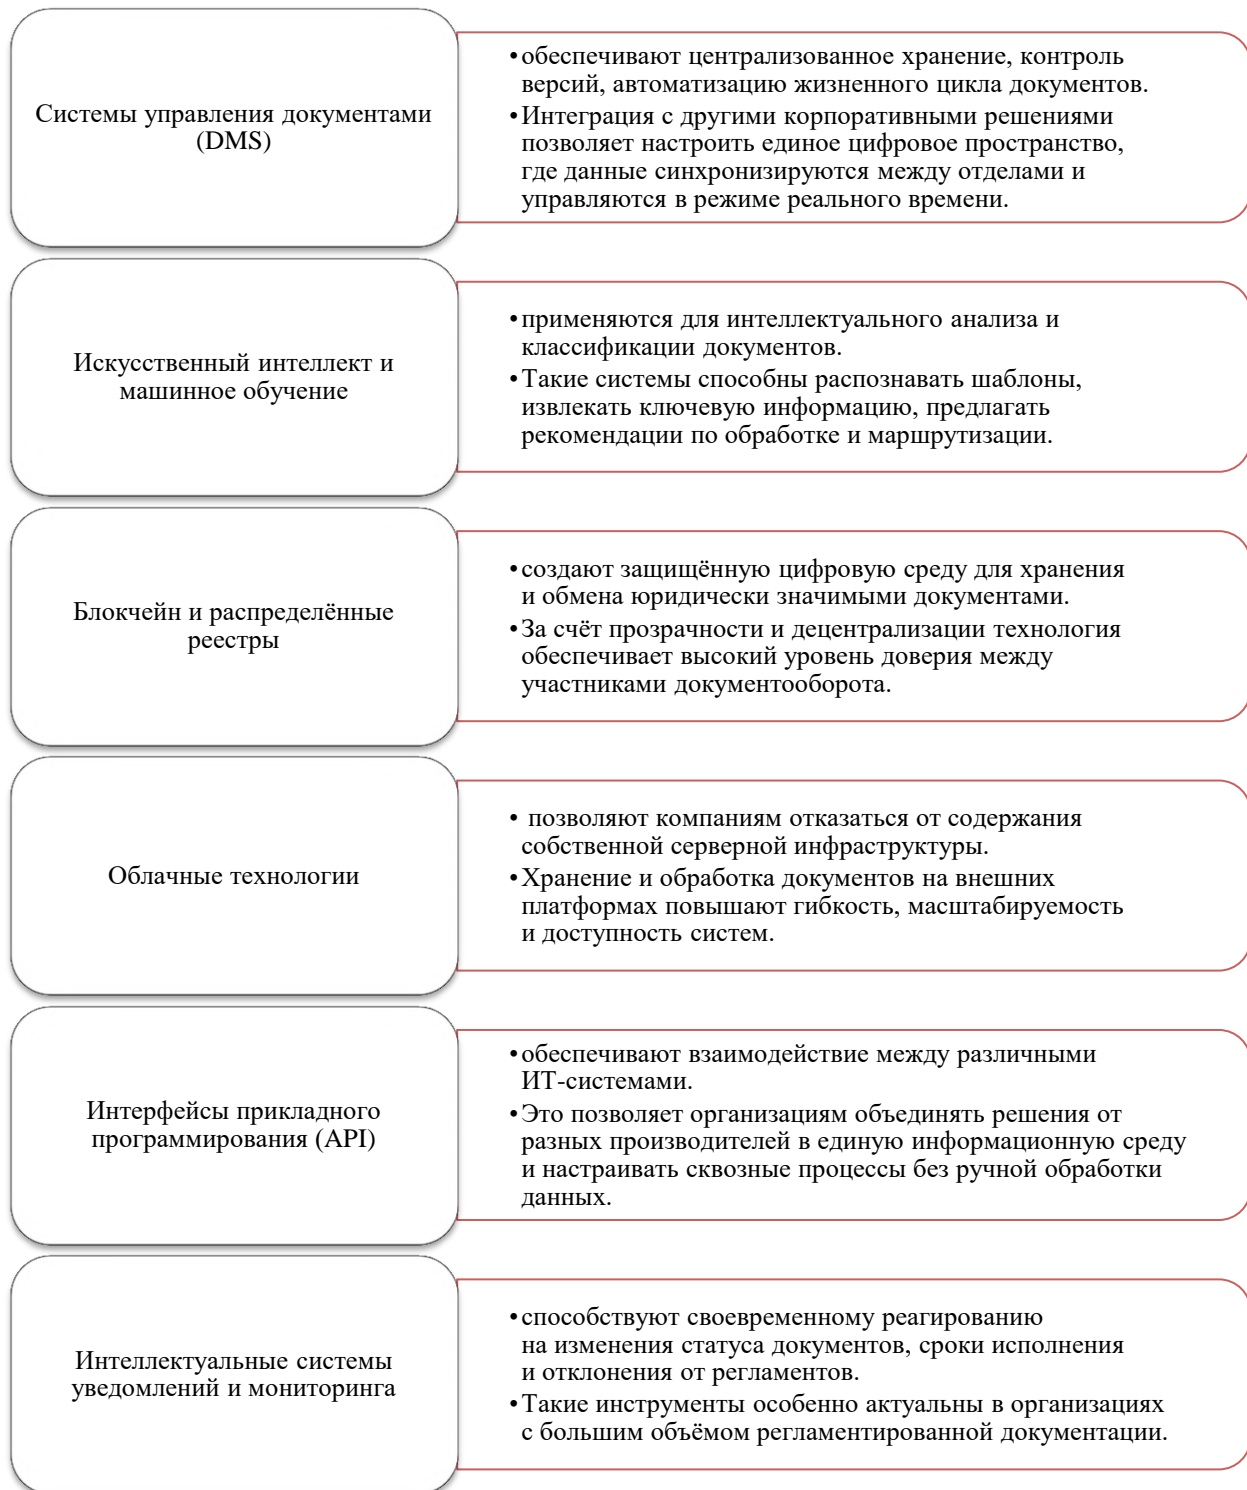 Системы управления документами
(DMS)
•обеспечивают централизованное хранение, контроль
версий, автоматизацию жизненного цикла документов.
•Интеграция с другими корпоративными решениями
позволяет настроить единое цифровое пространство,
где данные синхронизируются между отделами и
управляются в режиме реального времени.
Искусственный интеллект и
машинное обучение
•применяются для интеллектуального анализа и
классификации документов.
•Такие системы способны распознавать шаблоны,
извлекать ключевую информацию, предлагать
рекомендации по обработке и маршрутизации.
Блокчейн и распределённые
реестры
•создают защищённую цифровую среду для хранения
и обмена юридически значимыми документами.
•За счёт прозрачности и децентрализации технология
обеспечивает высокий уровень доверия между
участниками документооборота.
Облачные технологии
• позволяют компаниям отказаться от содержания
собственной серверной инфраструктуры.
•Хранение и обработка документов на внешних
платформах повышают гибкость, масштабируемость
и доступность систем.
Интерфейсы прикладного
программирования (API)
•обеспечивают взаимодействие между различными
ИТ-системами.
•Это позволяет организациям объединять решения от
разных производителей в единую информационную среду
и настраивать сквозные процессы без ручной обработки
данных.
Интеллектуальные системы
уведомлений и мониторинга
•способствуют своевременному реагированию
на изменения статуса документов, сроки исполнения
и отклонения от регламентов.
•Такие инструменты особенно актуальны в организациях
с большим объёмом регламентированной документации.